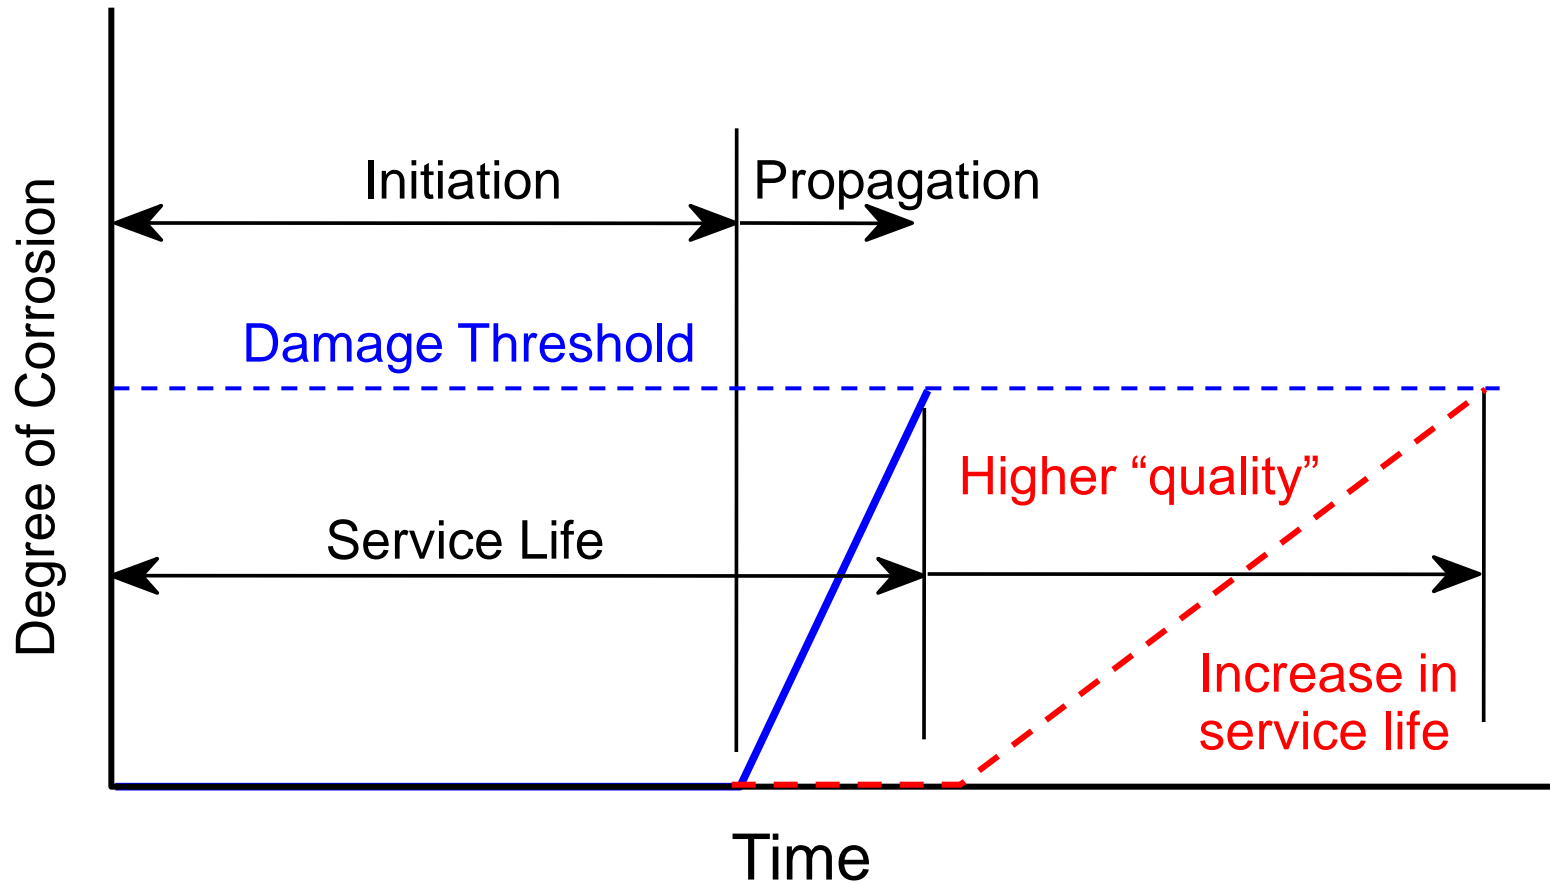 Initiation
Propagation
Damage Threshold
Degree of Corrosion
Higher “quality”
Service Life
Increase in
service life
Time